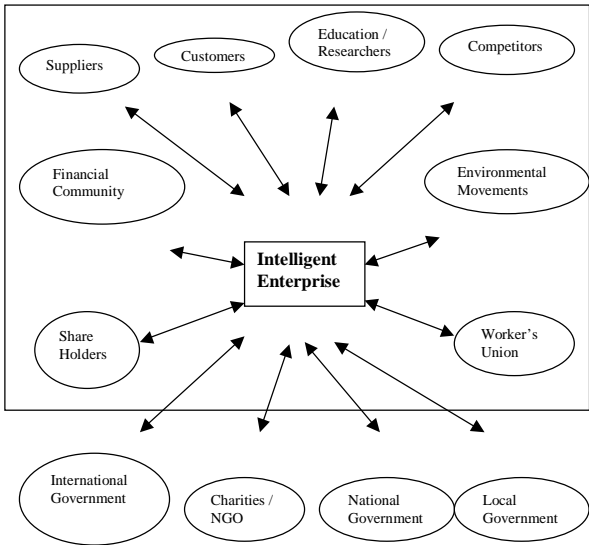 Suppliers
Customers
Education /
Researchers
Competitors
Financial
Community
Environmental
Movements
Intelligent
Enterprise
Share
Holders
Worker's
Union
International
Government
Charities /
NGO
National
Government
Local
Government